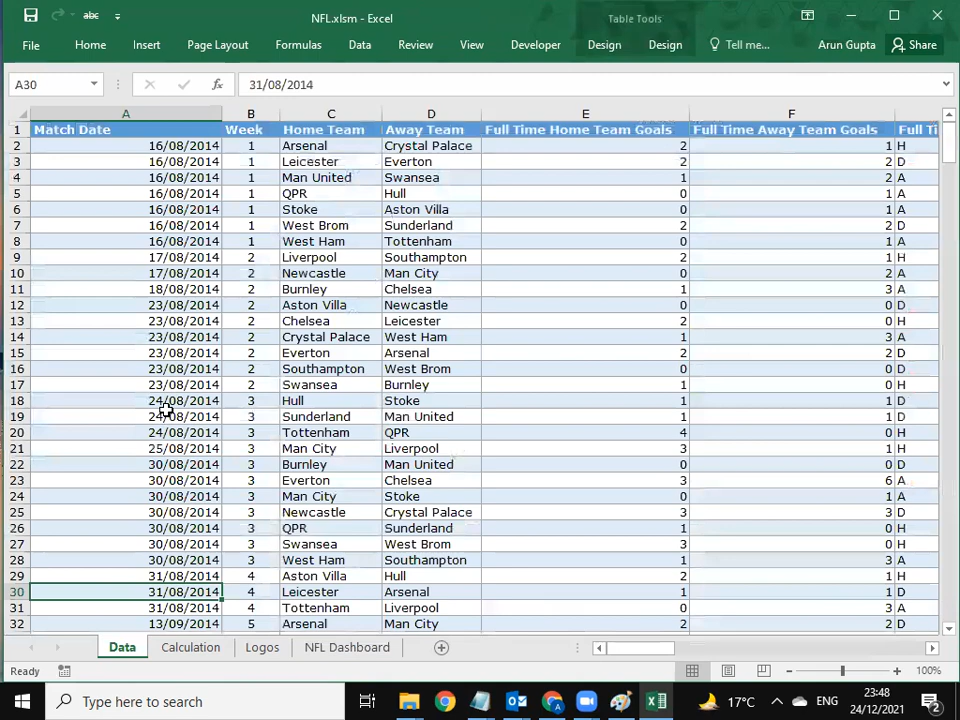 abc NFL.xlsm - Excel Table Tools
File Home Insert Page Layout Formulas Data Review View Developer Design Design Tell me... Arun Gupta Share
A30 fx 31/08/2014
A B C D E F
1 Match Date Week Home Team Away Team Full Time Home Team Goals Full Time Away Team Goals Full Ti
2 16/08/2014 1 Arsenal Crystal Palace 2 1 H
3 16/08/2014 1 Leicester Everton 2 2 D
4 16/08/2014 1 Man United Swansea 1 2 A
5 16/08/2014 1 QPR Hull 0 1 A
6 16/08/2014 1 Stoke Aston Villa 0 1 A
7 16/08/2014 1 West Brom Sunderland 2 2 D
8 16/08/2014 1 West Ham Tottenham 0 1 A
9 17/08/2014 2 Liverpool Southampton 2 1 H
10 17/08/2014 2 Newcastle Man City 0 2 A
11 18/08/2014 2 Burnley Chelsea 1 3 A
12 23/08/2014 2 Aston Villa Newcastle 0 0 D
13 23/08/2014 2 Chelsea Leicester 2 0 H
14 23/08/2014 2 Crystal Palace West Ham 1 3 A
15 23/08/2014 2 Everton Arsenal 2 2 D
16 23/08/2014 2 Southampton West Brom 0 0 D
17 23/08/2014 2 Swansea Burnley 1 0 H
18 24/08/2014 3 Hull Stoke 1 1 D
19 24/08/2014 3 Sunderland Man United 1 1 D
20 24/08/2014 3 Tottenham QPR 4 0 H
21 25/08/2014 3 Man City Liverpool 3 1 H
22 30/08/2014 3 Burnley Man United 0 0 D
23 30/08/2014 3 Everton Chelsea 3 6 A
24 30/08/2014 3 Man City Stoke 0 1 A
25 30/08/2014 3 Newcastle Crystal Palace 3 3 D
26 30/08/2014 3 QPR Sunderland 1 0 H
27 30/08/2014 3 Swansea West Brom 3 0 H
28 30/08/2014 3 West Ham Southampton 1 3 A
29 31/08/2014 4 Aston Villa Hull 2 1 H
30 31/08/2014 4 Leicester Arsenal 1 1 D
31 31/08/2014 4 Tottenham Liverpool 0 3 A
32 13/09/2014 5 Arsenal Man City 2 2 D
Data Calculation Logos NFL Dashboard
Ready 100%
Type here to search 17°C ENG 23:48
24/12/2021 2